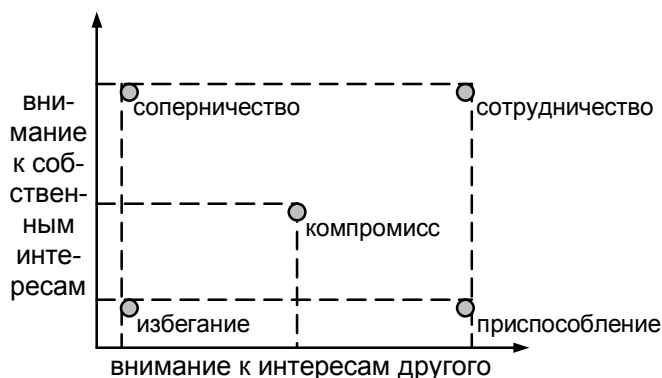 соперничество
сотрудничество
вни-
мание
к соб-
ствен-
ным
инте-
ресам
компромисс
избегание
приспособление
внимание к интересам другого